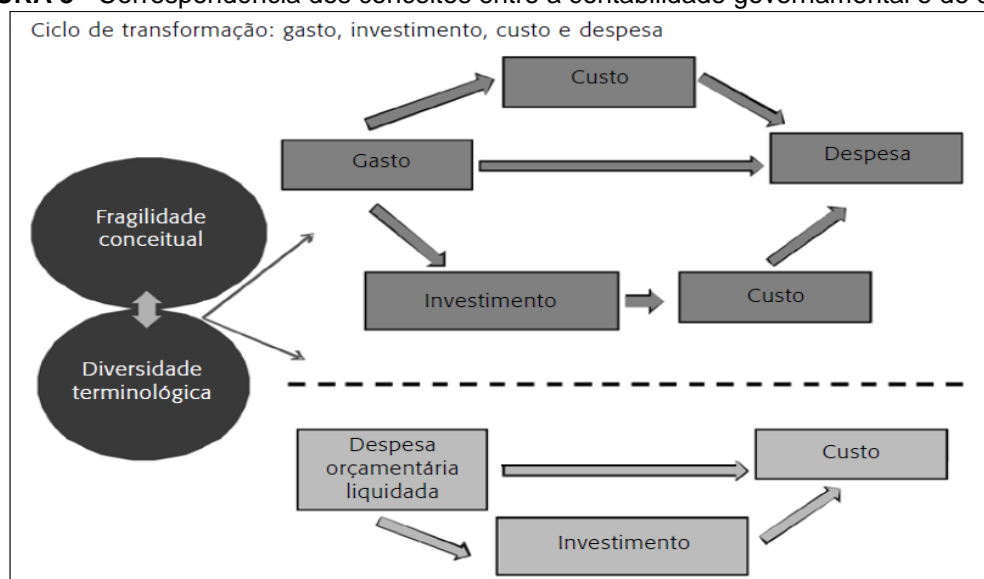 Correspondência dos conceitos entre a contabilidade governamental e de
Ciclo de transformação: gasto, investimento, custo e despesa
Custo
Gasto
Despesa
Fragilidade
conceitual
Investimento
Custo
Diversidade
terminológica
Despesa
orçamentária
liquidada
Custo
Investimento